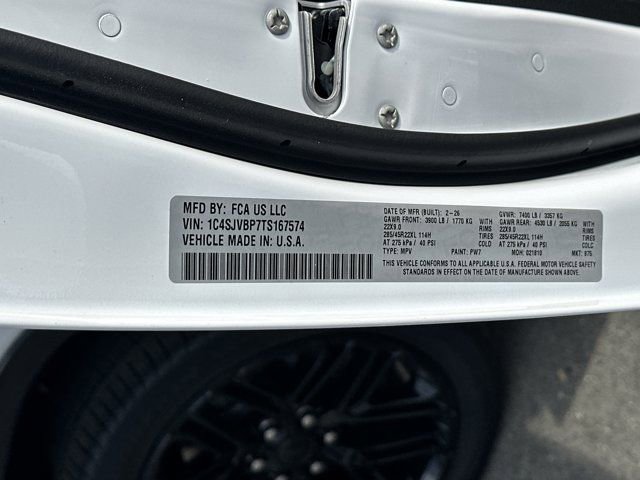 MFD BY: FCA US LLC
VIN: 1C4SJVBP7TS167574
VEHICLE MADE IN U.S.A.
DATE OF MFR (BUILT): 2-26 GVWR: 7400 LB / 3357 KG
GAWR FRONT: 3900 LB / 1770 KG WITH GAWR REAR: 4530 LB / 2055 KG WITH
22X9.0 RIMS 22X9.0 RIMS
285/45R22XL 114H TIRES 285/45R22XL 114H TIRES
AT 275 kPa / 40 PSI COLD AT 275 kPa / 40 PSI COLD
TYPE: MPV PAINT: PW7 MDH: 021810 MKT: 875
THIS VEHICLE CONFORMS TO ALL APPLICABLE U.S.A. FEDERAL MOTOR VEHICLE SAFETY
STANDARDS IN EFFECT ON THE DATE OF MANUFACTURE SHOWN ABOVE.